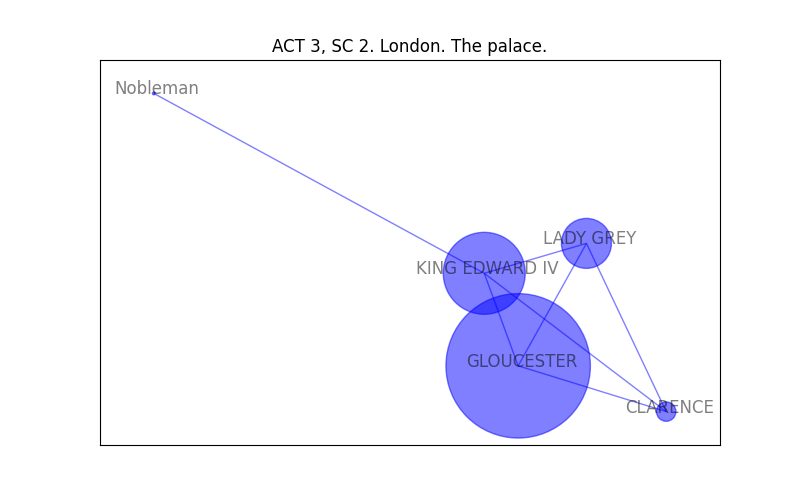 ACT 3, SC 2. London. The palace.
Nobleman
LADY GREY
KING EDWARD IV
GLOUCESTER
CLARENCE